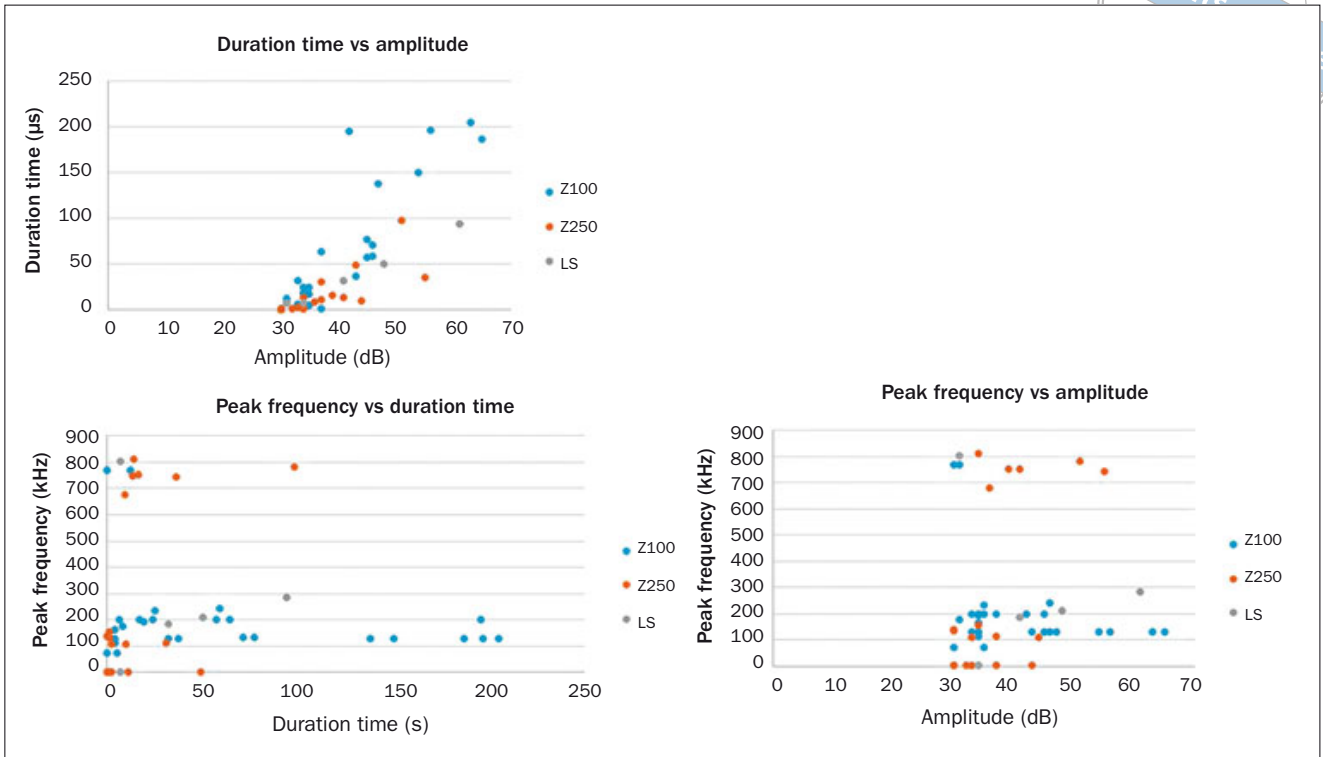 Duration time vs amplitude
Duration time (µs)
250
200
150
100
50
0
0 10 20 30 40 50 60 70
Amplitude (dB)
Z100
Z250
LS
Peak frequency vs duration time
Peak frequency (kHz)
900
800
700
600
500
400
300
200
100
0
0 50 100 150 200 250
Duration time (s)
Z100
Z250
LS
Peak frequency vs amplitude
Peak frequency (kHz)
900
800
700
600
500
400
300
200
100
0
0 10 20 30 40 50 60 70
Amplitude (dB)
Z100
Z250
LS